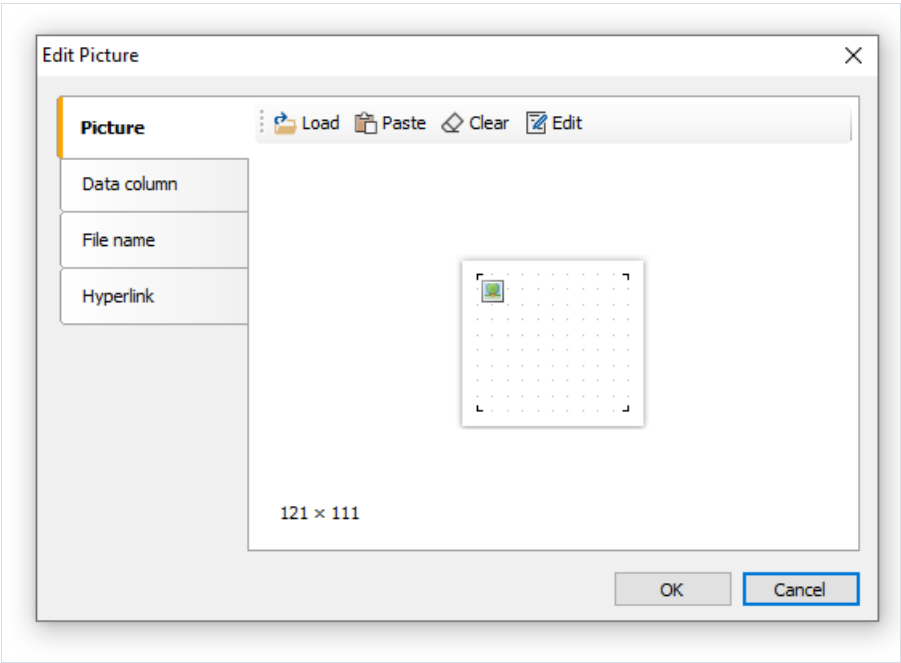 Edit Picture
Picture
Load Paste Clear Edit
Data column
File name
Hyperlink
121 × 111
OK Cancel